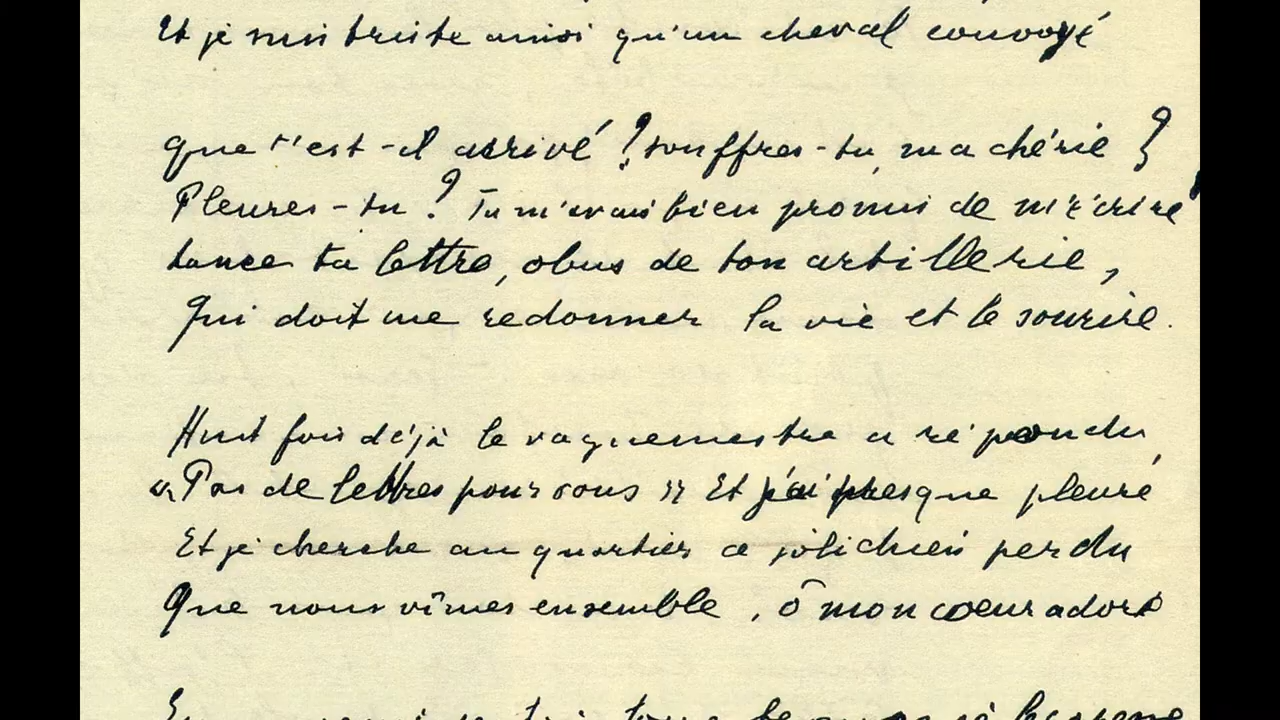 Et je suis triste ainsi qu'un cheval convoyé
que t'est-il arrivé ? souffres-tu, ma chérie ?
Pleures-tu ? Tu m'avais bien promis de m'écrire
Lance ta lettre, obus de ton artillerie,
Qui doit me redonner la vie et le sourire.
Huit fois déjà le vaguemestre a répondu
« Pas de lettres pour vous » Et j'ai presque pleuré
Et je cherche au quartier ce joli chien perdu
Que nous vîmes ensemble, ô mon cœur adoré
En